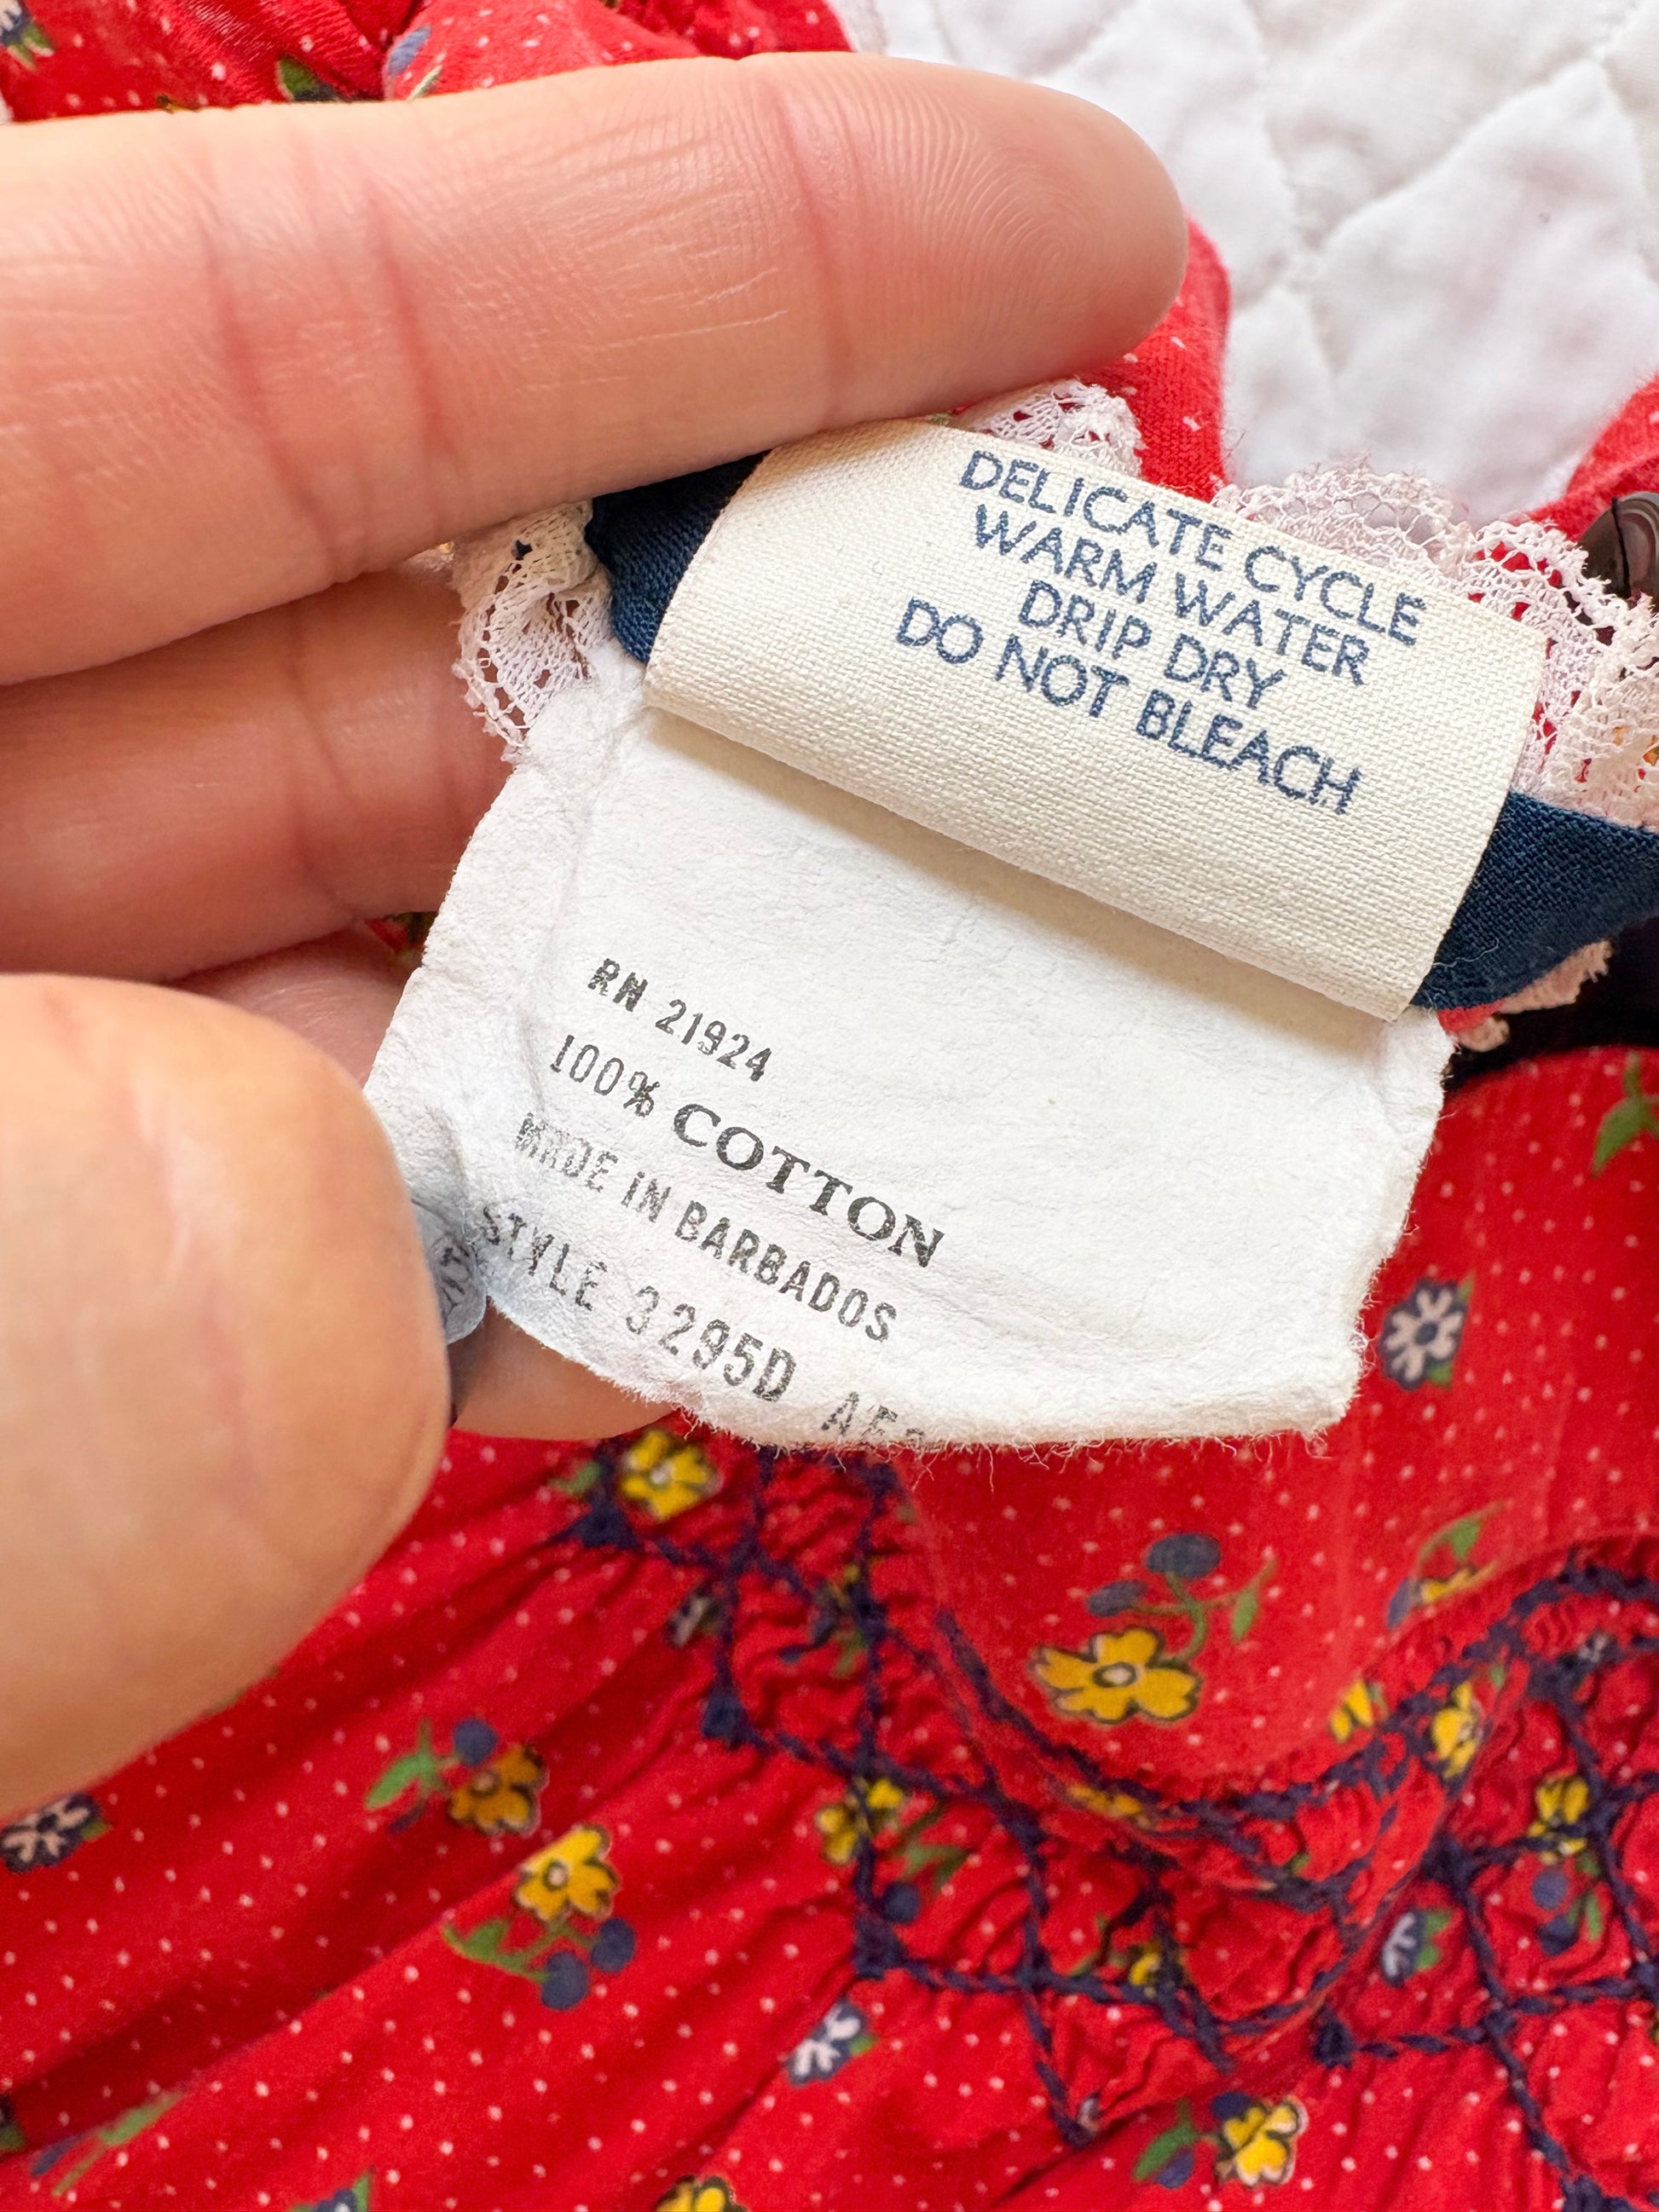 DELICATE CYCLE
WARM WATER
DRIP DRY
DO NOT BLEACH
RN 21924
100% COTTON
MADE IN BARBADOS
STYLE 3295D